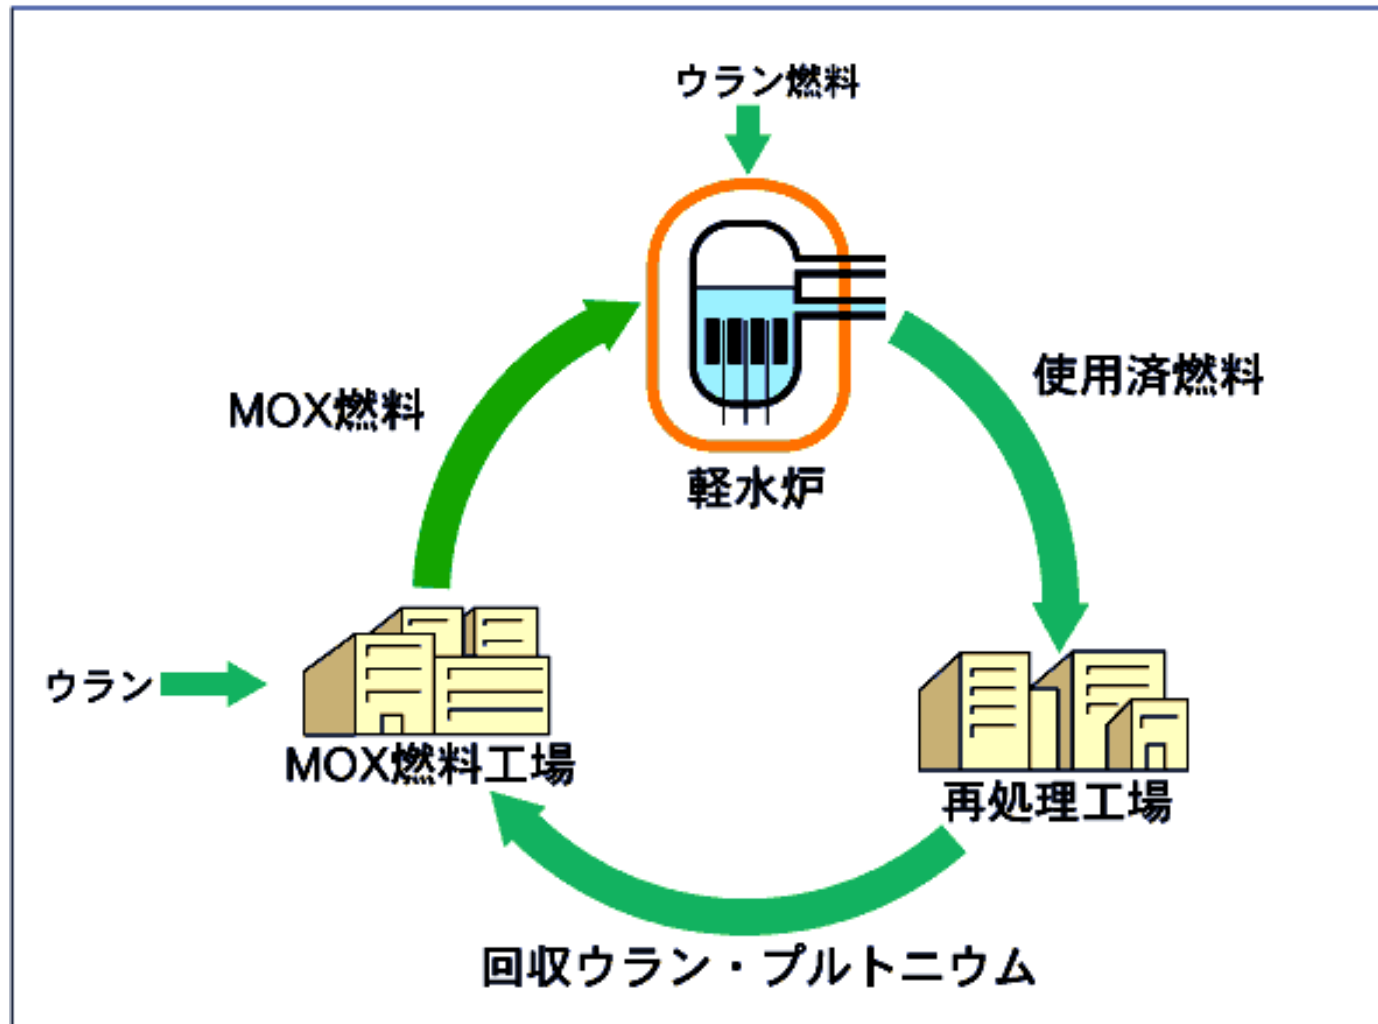 ウラン燃料
使用済燃料
MOX燃料
軽水炉
ウラン
MOX燃料工場
再処理工場
回収ウラン・プルトニウム